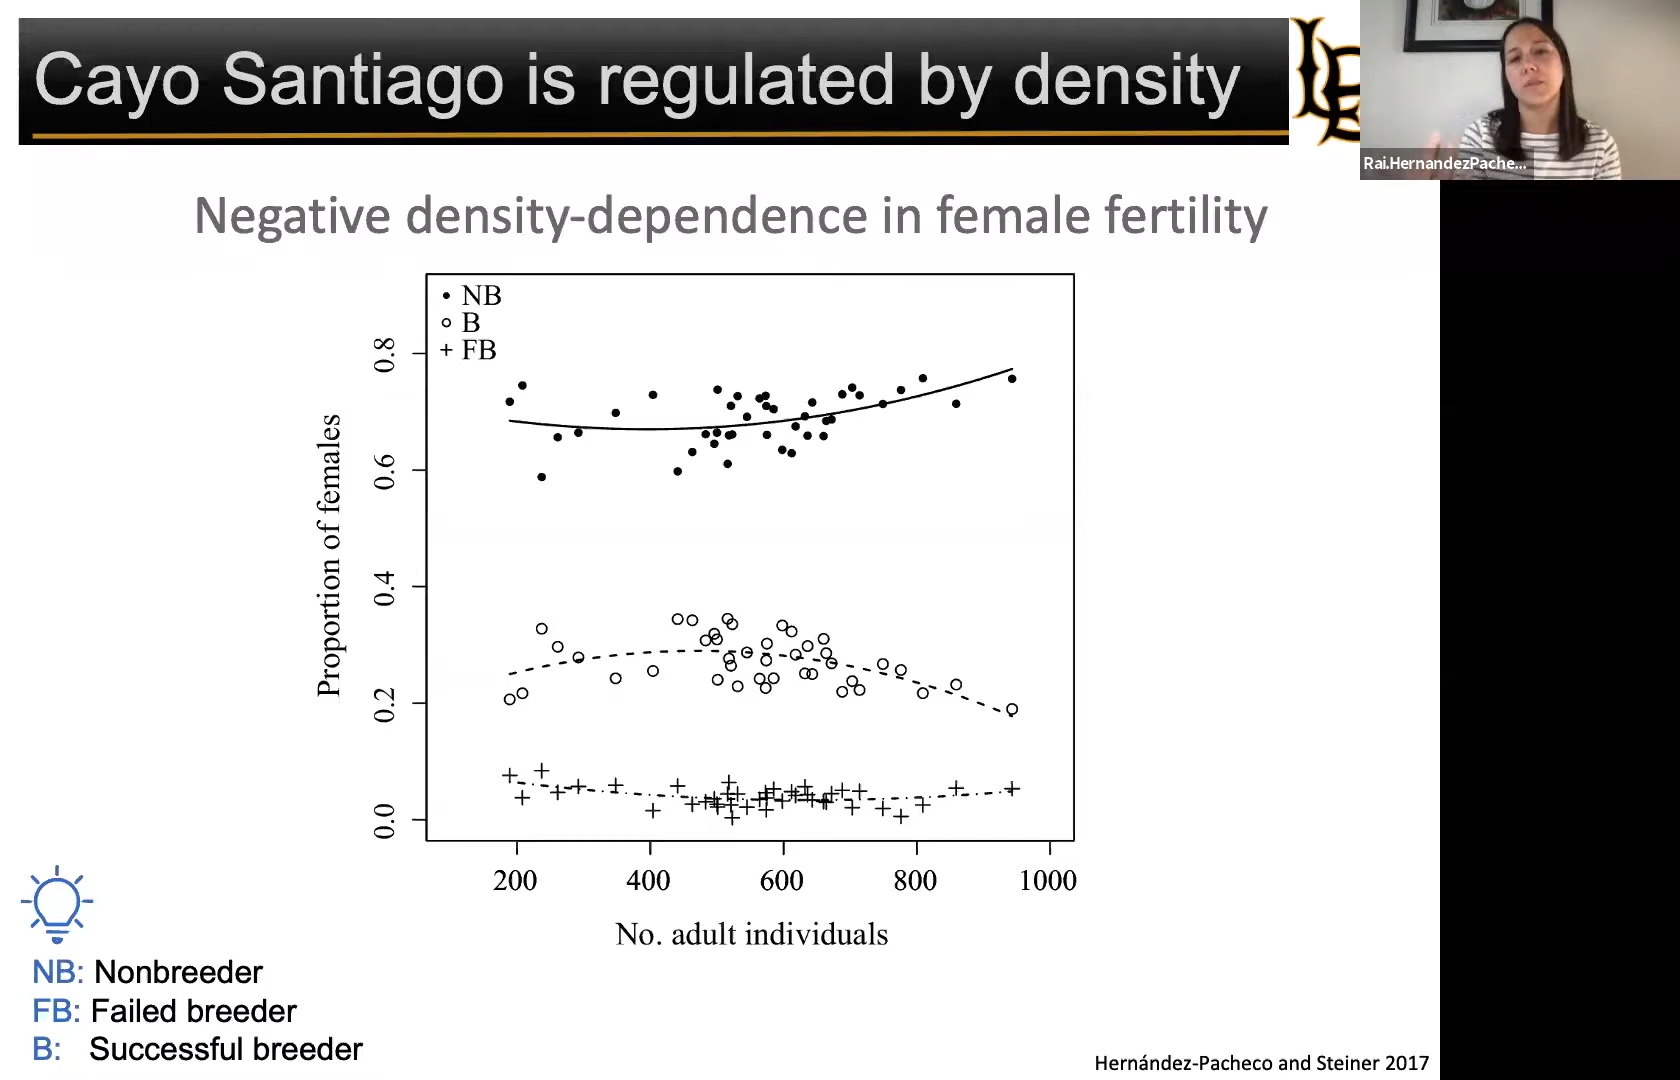 Cayo Santiago is regulated by density
LB
Rai.HernandezPache...
Negative density-dependence in female fertility
• NB
○ B
+ FB
Proportion of females
0.8
0.6
0.4
0.2
0.0
200 400 600 800 1000
No. adult individuals
NB: Nonbreeder
FB: Failed breeder
B: Successful breeder
Hernández-Pacheco and Steiner 2017